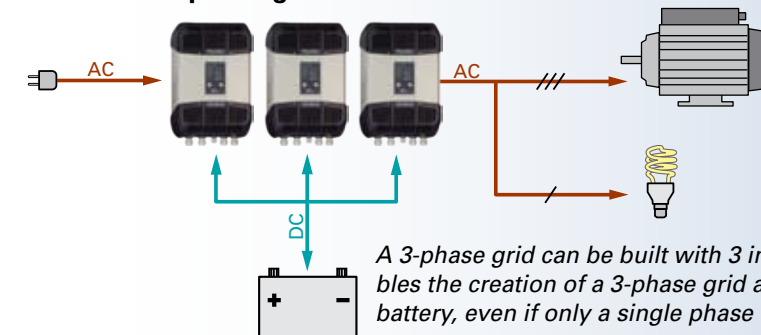 AC
AC
DC
+ −
A 3-phase grid can be built with 3 in
bles the creation of a 3-phase grid a
battery, even if only a single phase